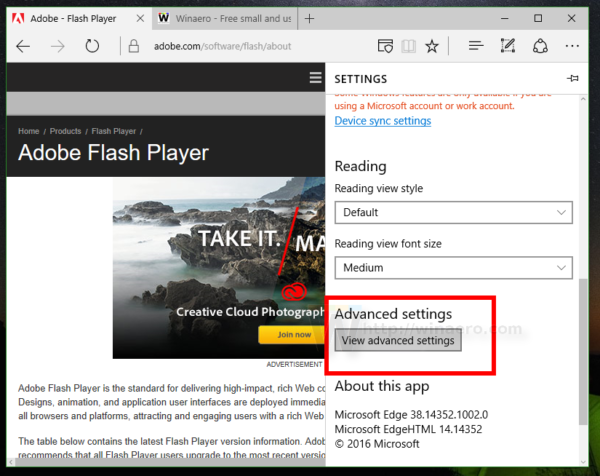 Adobe - Flash Player
Winaero - Free small and us
adobe.com/software/flash/about
SETTINGS
Some Windows features are only available if you are
using a Microsoft account or work account.
Device sync settings
Reading
Reading view style
Default
Reading view font size
Medium
Advanced settings
View advanced settings
http://winaero.com
About this app
Microsoft Edge 38.14352.1002.0
Microsoft EdgeHTML 14.14352
© 2016 Microsoft
Home / Products / Flash Player /
Adobe Flash Player
TAKE IT. MA
Creative Cloud Photograp
Join now
ADVERTISEMENT
Adobe Flash Player is the standard for delivering high-impact, rich Web co
Designs, animation, and application user interfaces are deployed immedia
all browsers and platforms, attracting and engaging users with a rich Web
The table below contains the latest Flash Player version information. Adob
recommends that all Flash Player users upgrade to the most recent versio